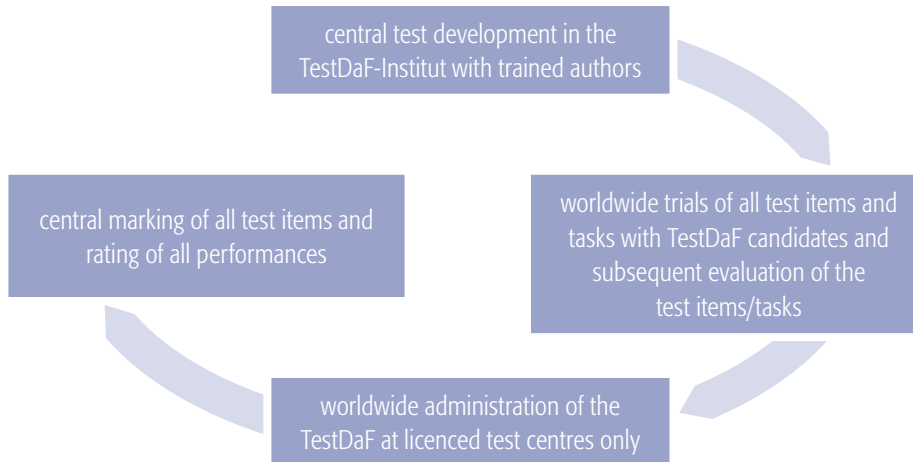 central test development in the
TestDaF-Institut with trained authors
worldwide trials of all test items and
tasks with TestDaF candidates and
subsequent evaluation of the
test items/tasks
worldwide administration of the
TestDaF at licenced test centres only
central marking of all test items and
rating of all performances